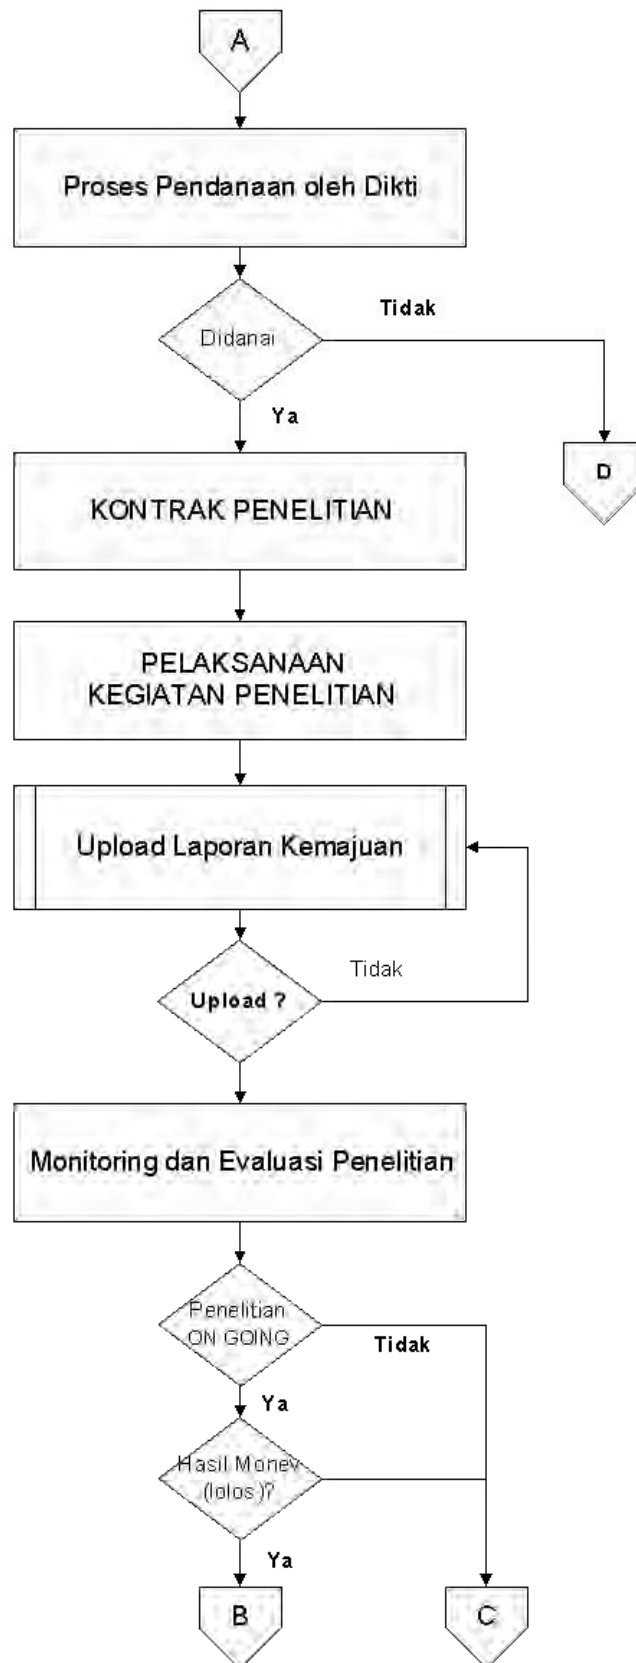 A
Proses Pendanaan oleh Dikti
Didanai
Tidak
Ya
D
KONTRAK PENELITIAN
PELAKSANAAN
KEGIATAN PENELITIAN
Upload Laporan Kemajuan
Tidak
Upload ?
Monitoring dan Evaluasi Penelitian
Penelitian
ON GOING
Tidak
Ya
Hasil Monev
(lolos)?
Ya
B
C